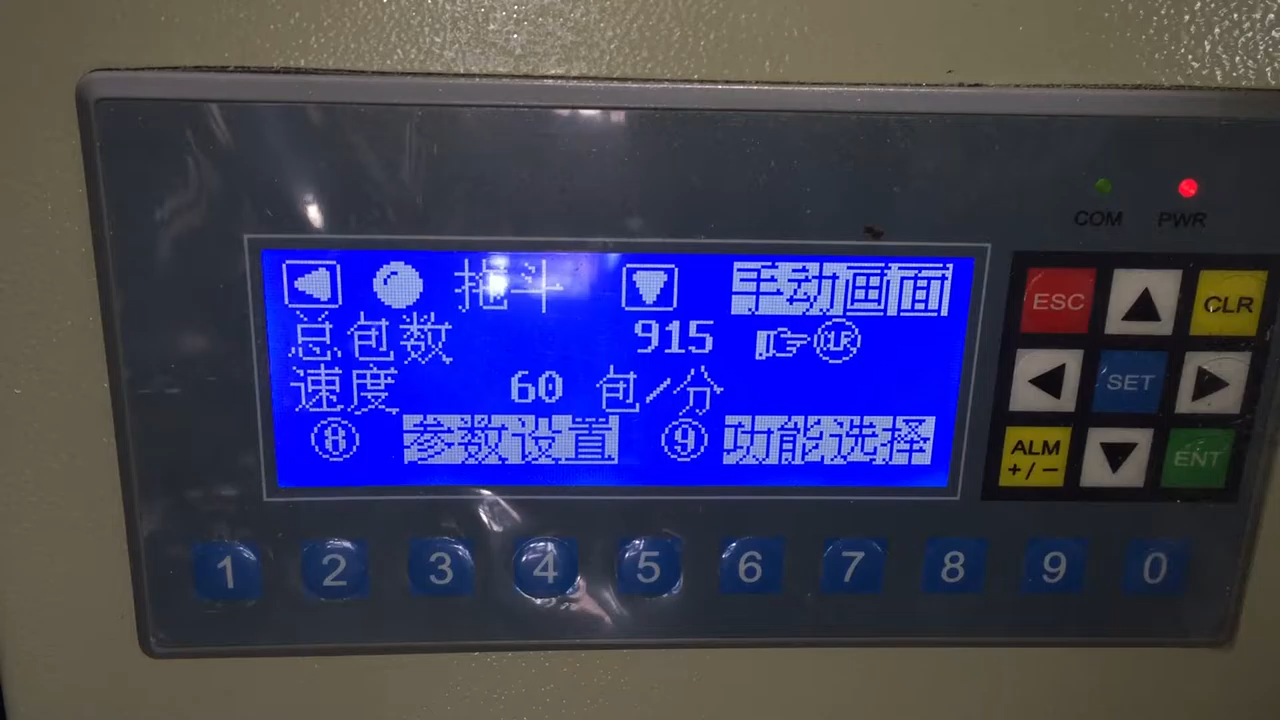 COM PWR
◀ 拖斗 ▼ 手动画面
总包数 915 CLR
速度 60 包/分
⑧ 参数设置 ⑨ 功能选择
ESC ▲ CLR
◀ SET ▶
ALM +/- ▼ ENT
1 2 3 4 5 6 7 8 9 0